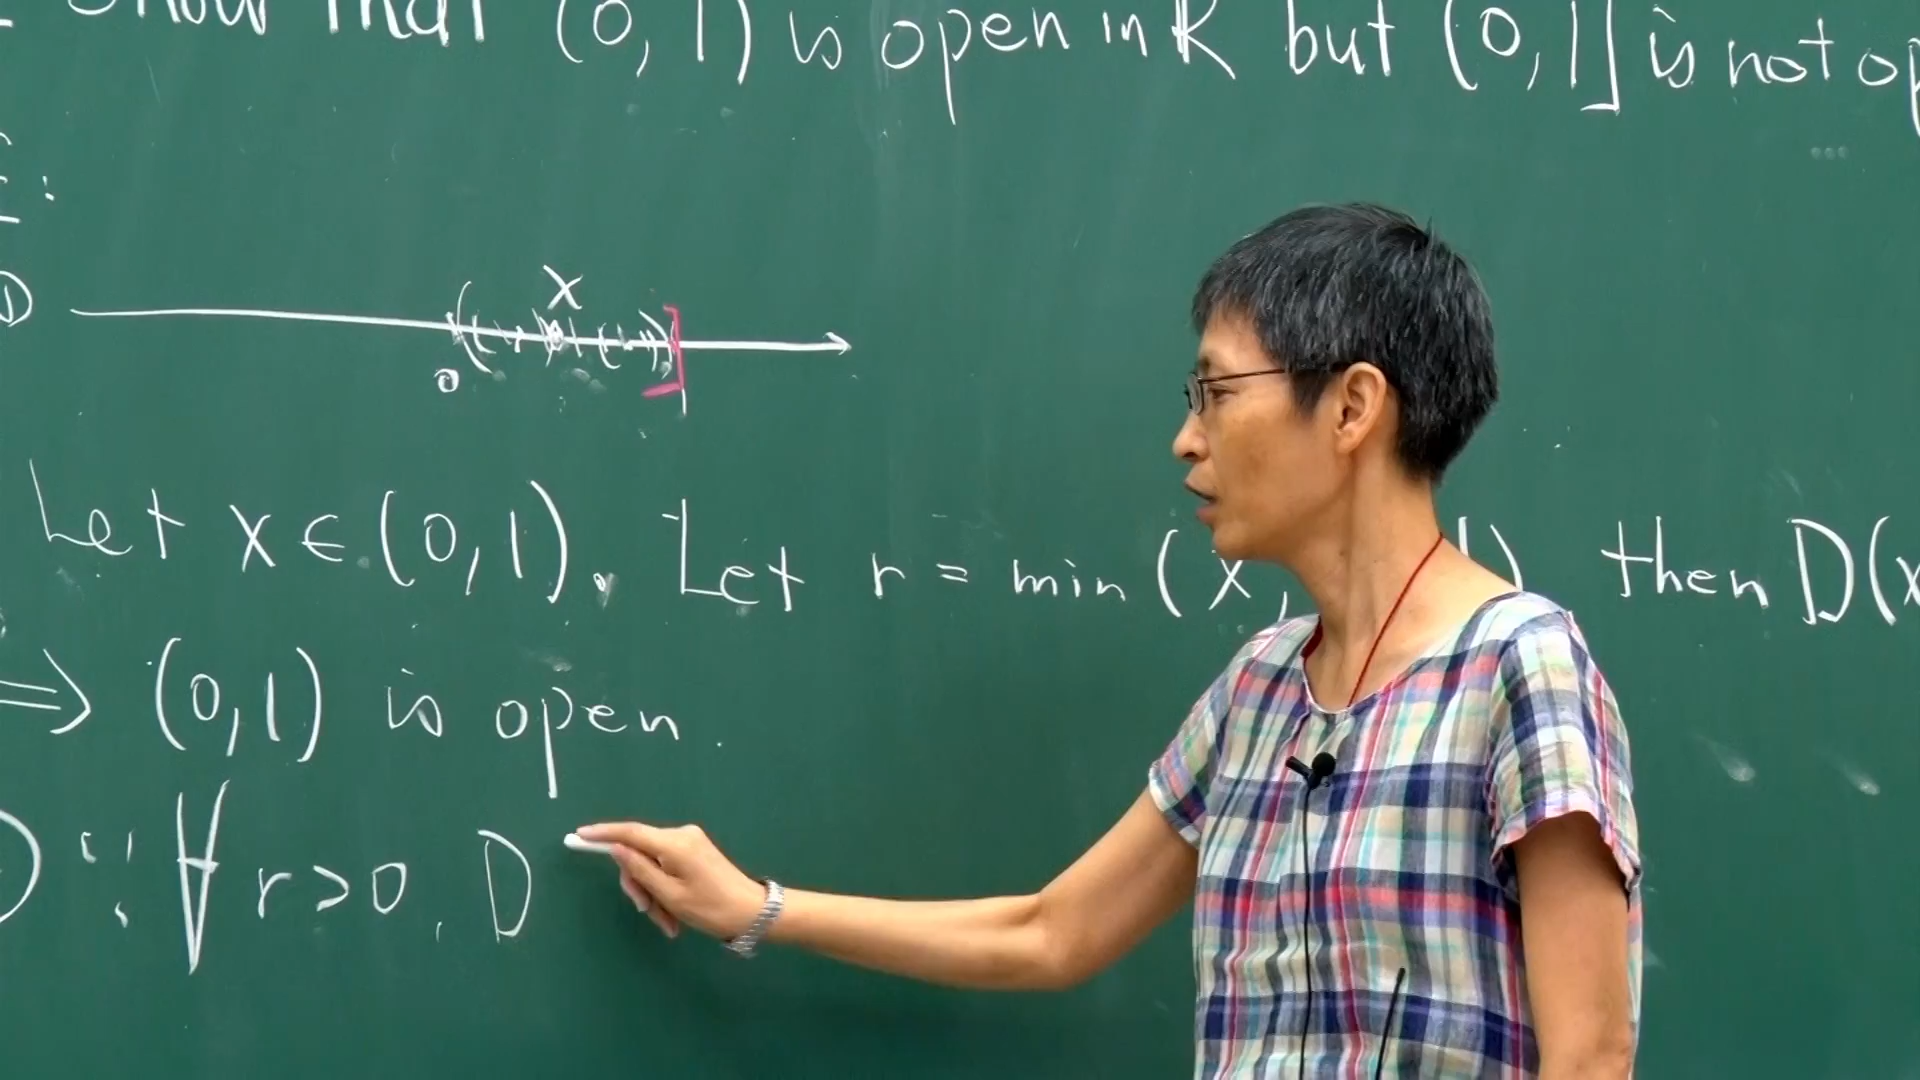 Show that (0, 1) is open in ℝ but (0, 1] is not op
:
x
0 1
Let x ∈ (0, 1). Let r = min (x, ), then D(x
⇒ (0, 1) is open.
∵ ∀ r > 0, D